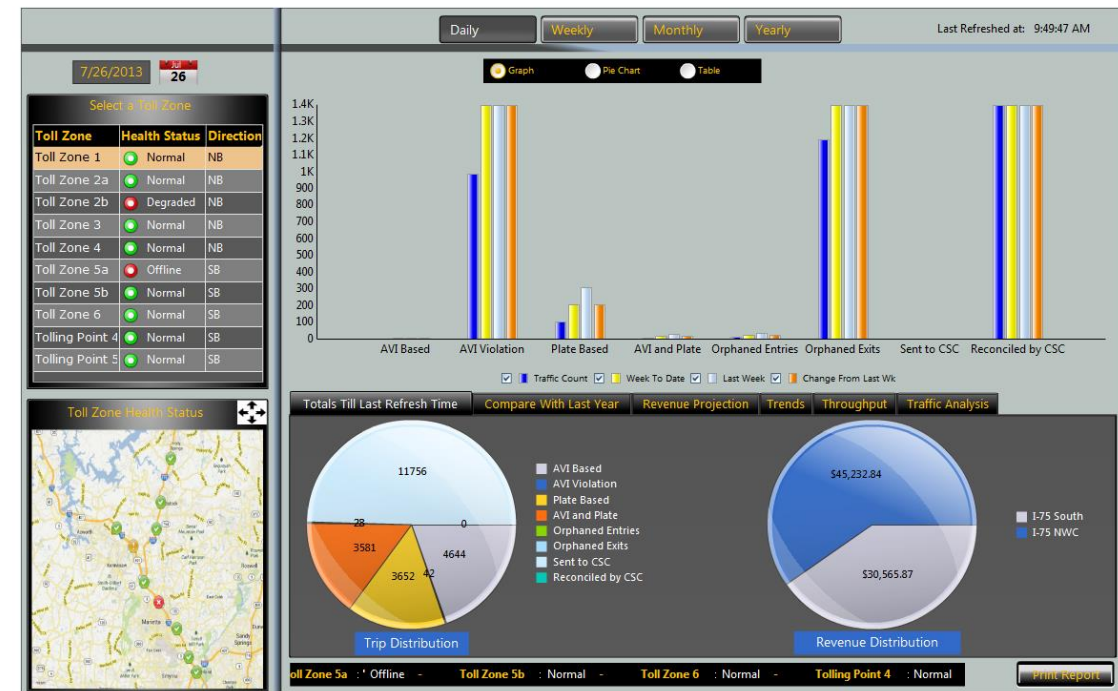 Daily Weekly Monthly Yearly Last Refreshed at: 9:49:47 AM
7/26/2013 Jul 26
Graph Pie Chart Table
Select a Toll Zone
Toll Zone Health Status Direction
Toll Zone 1 Normal NB
Toll Zone 2a Normal NB
Toll Zone 2b Degraded NB
Toll Zone 3 Normal NB
Toll Zone 4 Normal NB
Toll Zone 5a Offline SB
Toll Zone 5b Normal SB
Toll Zone 6 Normal SB
Tolling Point 4 Normal SB
Tolling Point 5 Normal SB
1.4K
1.3K
1.2K
1.1K
1K
900
800
700
600
500
400
300
200
100
0
AVI Based AVI Violation Plate Based AVI and Plate Orphaned Entries Orphaned Exits Sent to CSC Reconciled by CSC
Traffic Count Week To Date Last Week Change From Last Wk
Toll Zone Health Status
Marietta
Roswell
Sandy
Springs
Totals Till Last Refresh Time Compare With Last Year Revenue Projection Trends Throughput Traffic Analysis
11756
28
0
3581
4644
3652
42
AVI Based
AVI Violation
Plate Based
AVI and Plate
Orphaned Entries
Orphaned Exits
Sent to CSC
Reconciled by CSC
Trip Distribution
$45,232.84
$30,565.87
I-75 South
I-75 NWC
Revenue Distribution
oll Zone 5a : ' Offline - Toll Zone 5b : Normal - Toll Zone 6 : Normal - Tolling Point 4 : Normal
Print Report